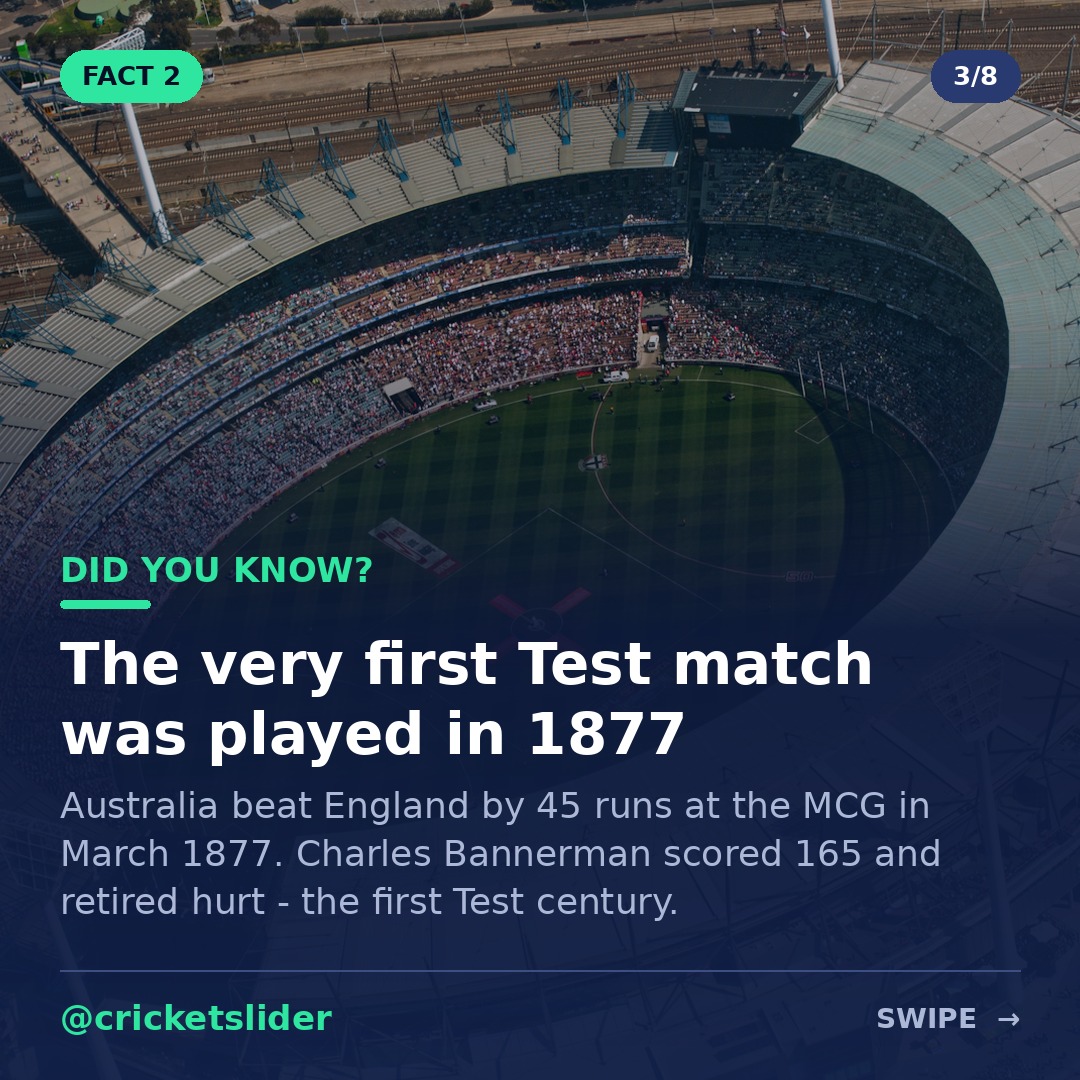 FACT 2
3/8
DID YOU KNOW?
The very first Test match
was played in 1877
Australia beat England by 45 runs at the MCG in
March 1877. Charles Bannerman scored 165 and
retired hurt - the first Test century.
@cricketslider
SWIPE →